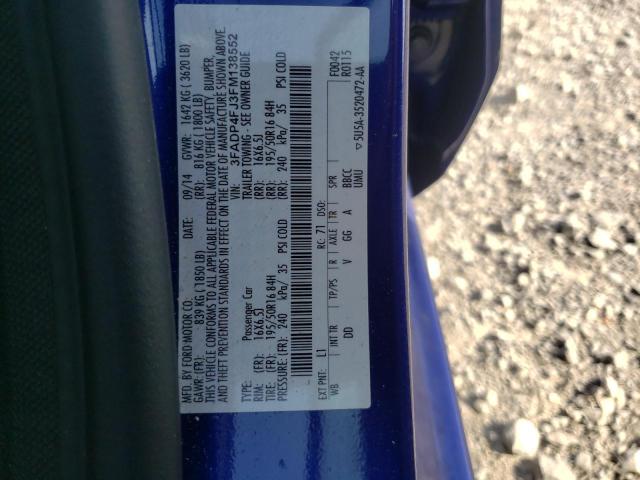 MFD. BY FORD MOTOR CO.
DATE: 09/14 GVWR: 1642 KG ( 3620 LB)
GAWR: (FR): 839 KG (1850 LB) (RR): 816 KG (1800 LB)
THIS VEHICLE CONFORMS TO ALL APPLICABLE FEDERAL MOTOR VEHICLE SAFETY, BUMPER,
AND THEFT PREVENTION STANDARDS IN EFFECT ON THE DATE OF MANUFACTURE SHOWN ABOVE.
VIN: 3FADP4FJ3FM138552
TYPE: Passenger Car TRAILER TOWING - SEE OWNER GUIDE
RIM: (FR): 16X6.5J (RR): 16X6.5J
TIRE: (FR): 195/50R16 84H (RR): 195/50R16 84H
PRESSURE: (FR): 240 kPa/ 35 PSI COLD (RR): 240 kPa/ 35 PSI COLD
EXT PNT: L1 RC: 71 DSO: F0042
WB INT TR TP/PS R AXLE TR SPR R0115
DD V GG A BBCC
UMU
▽5U5A-3520472-AA